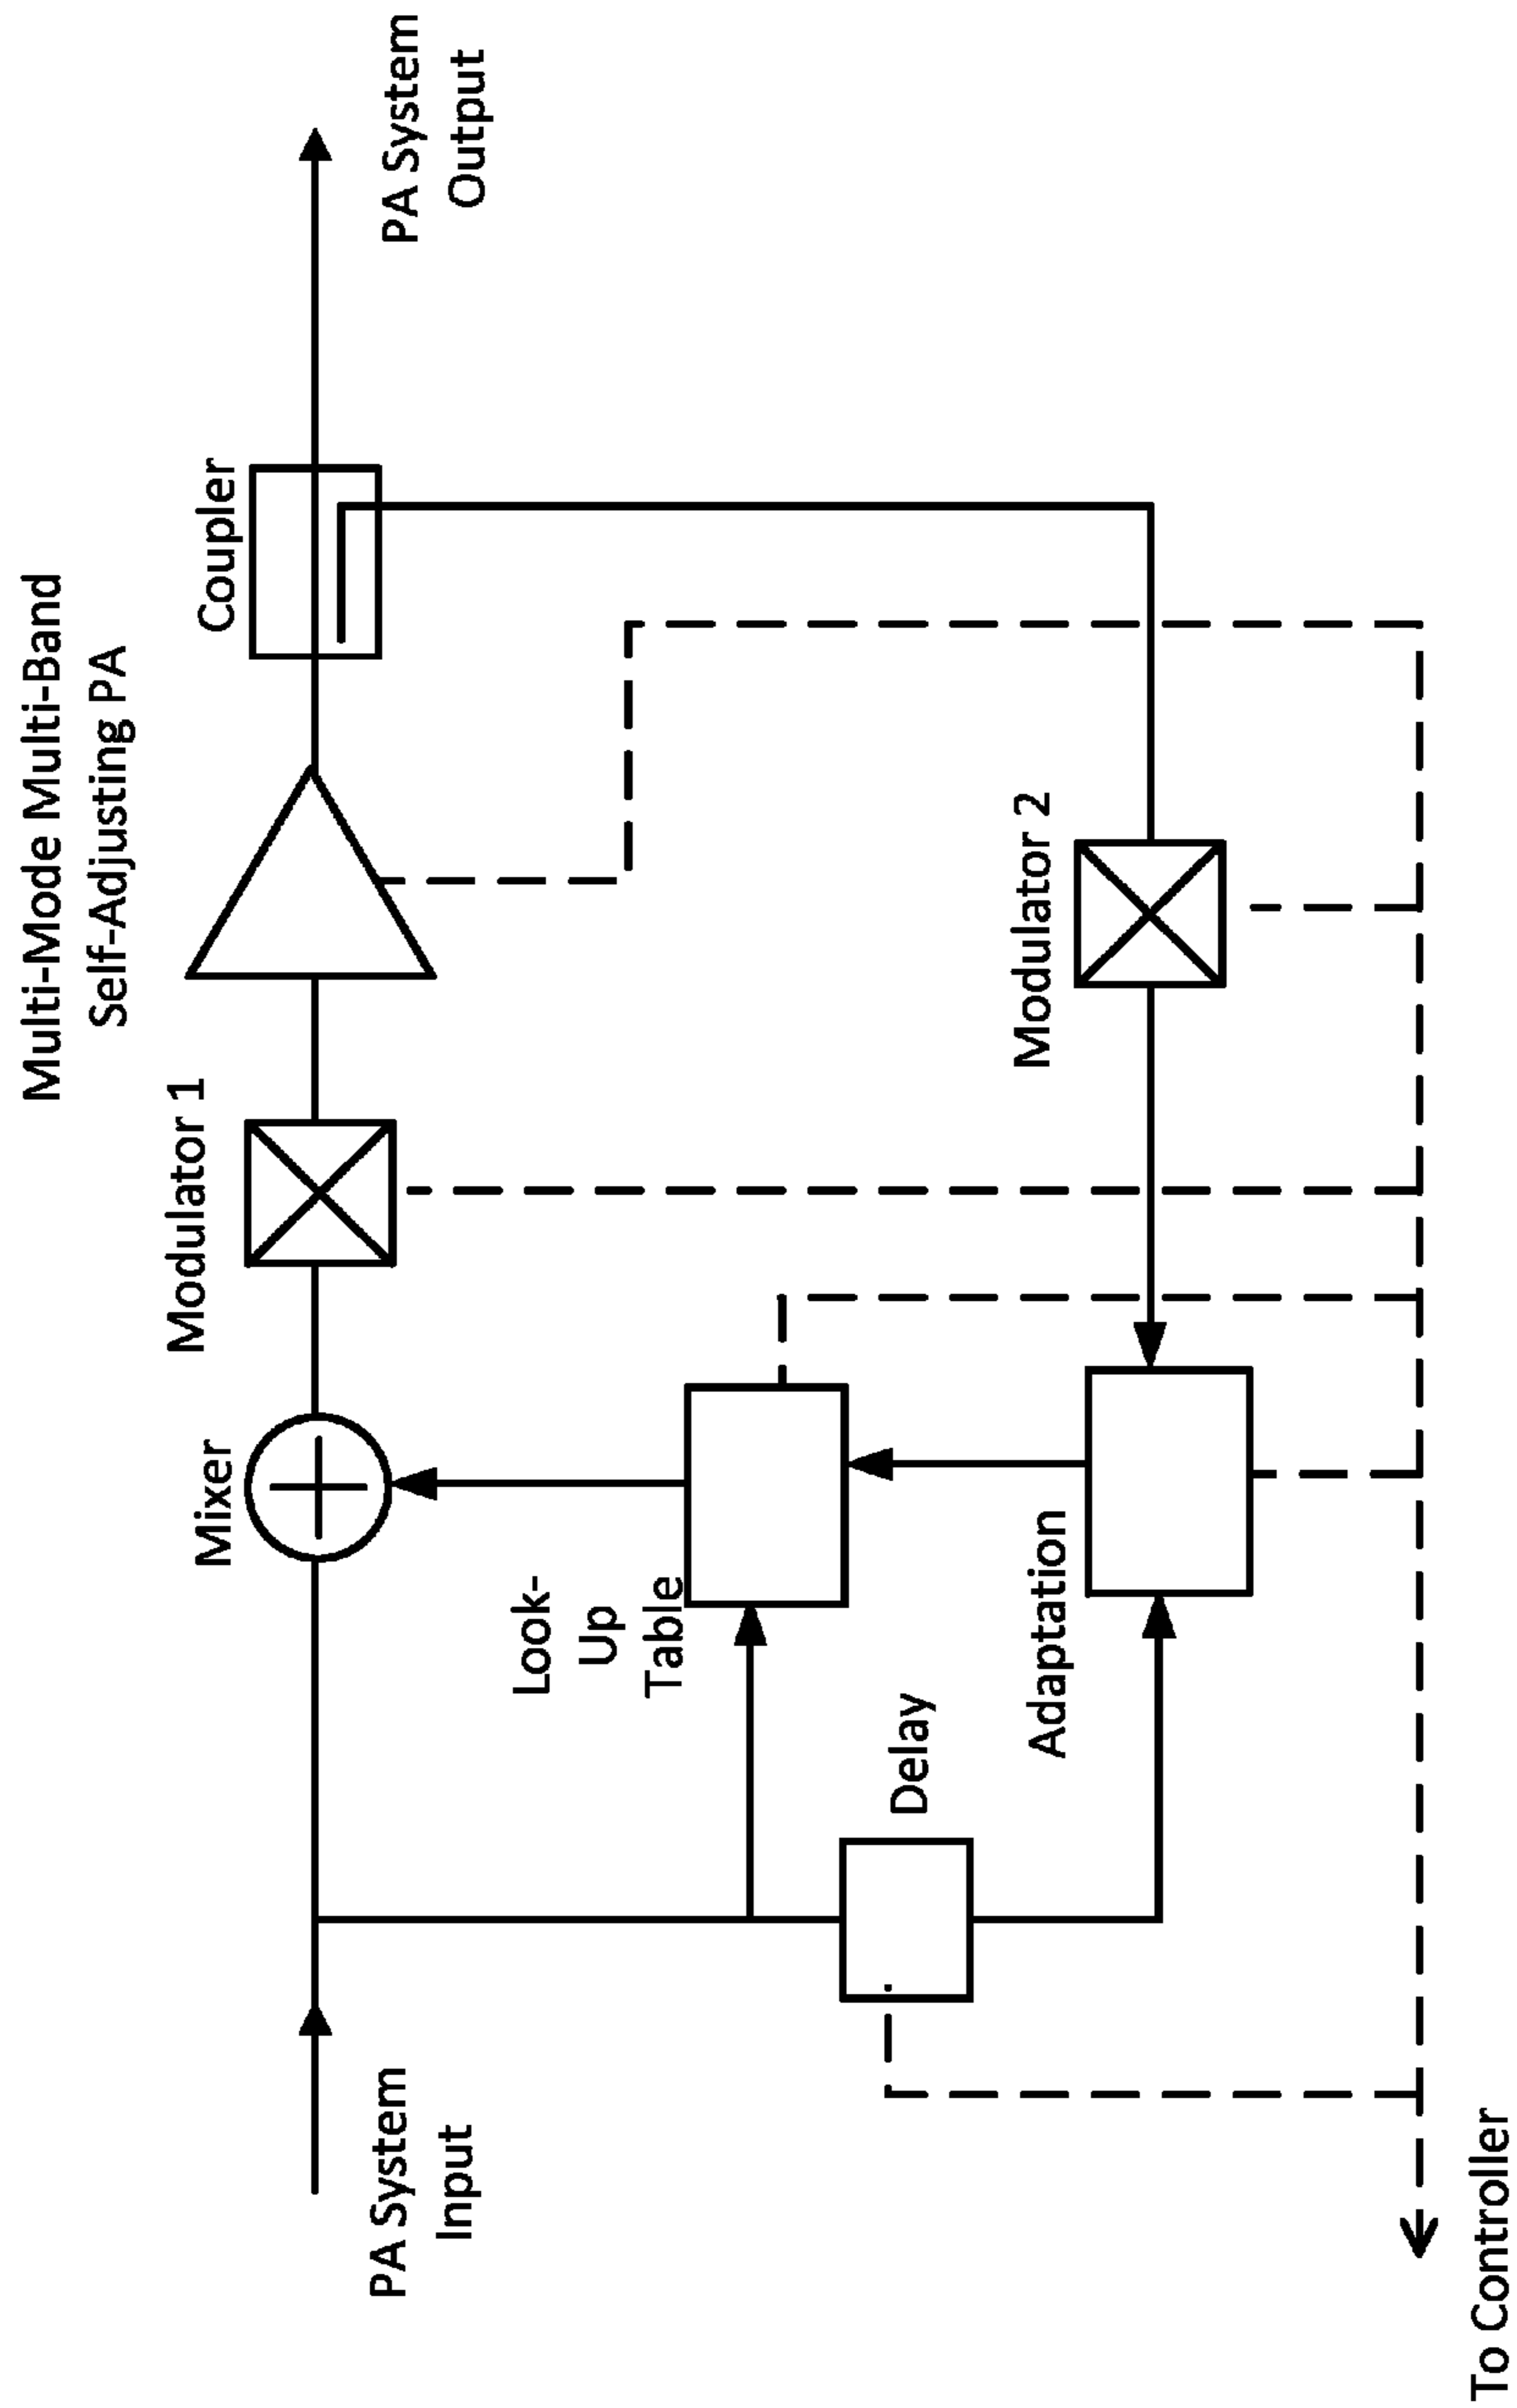 Multi-Mode Multi-Band
Self-Adjusting PA
Coupler
Modulator 1
Mixer
PA System
Output
PA System
Input
Look-
Up
Table
Delay
Adaptation
Modulator 2
To Controller